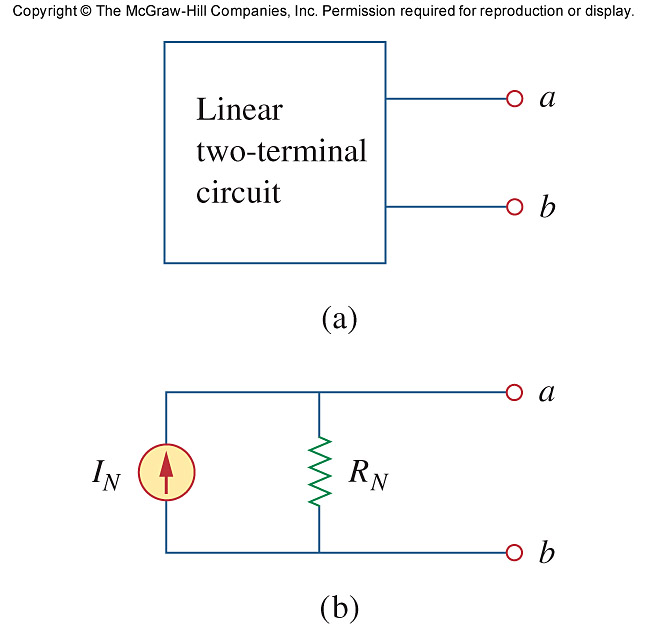 Copyright © The McGraw-Hill Companies, Inc. Permission required for reproduction or display.
Linear
two-terminal
circuit
a
b
(a)
a
I_N
R_N
b
(b)